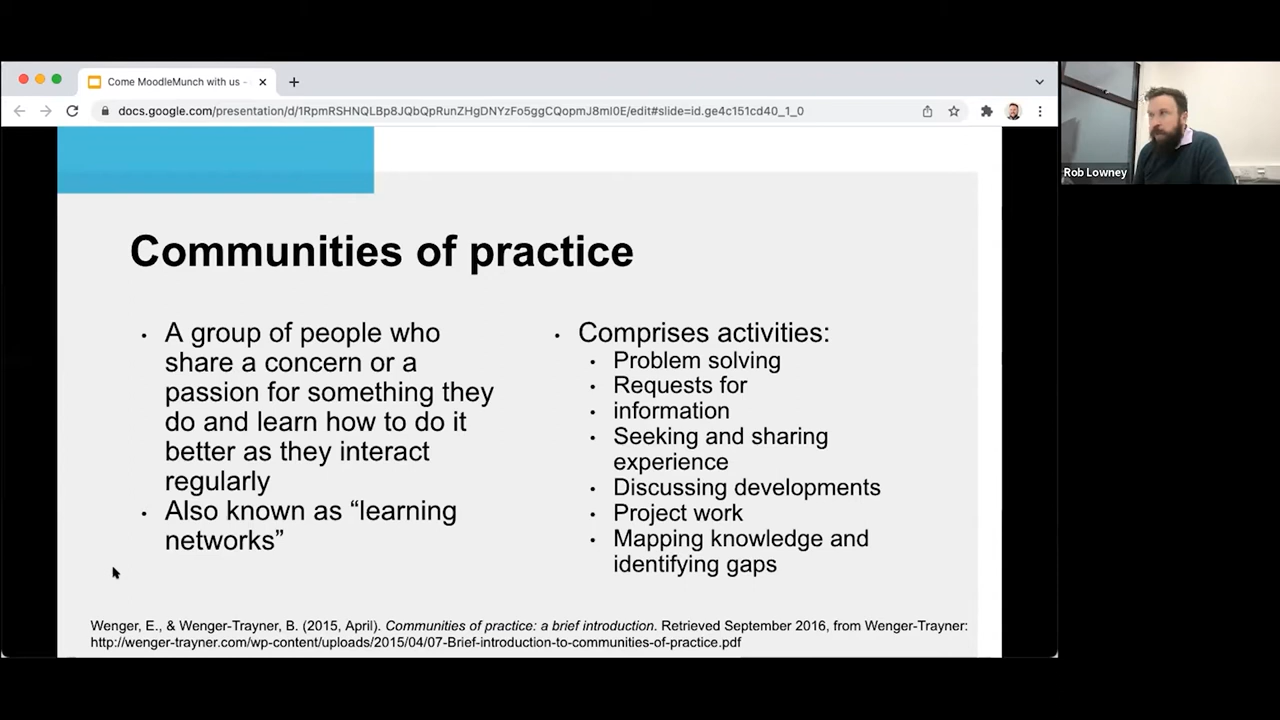 Come MoodleMunch with us -
docs.google.com/presentation/d/1RpmRSHNQLBp8JQbQpRunZHgDNYzFo5ggCQopmJ8mI0E/edit#slide=id.ge4c151cd40_1_0
Rob Lowney
Communities of practice
• A group of people who
share a concern or a
passion for something they
do and learn how to do it
better as they interact
regularly
• Also known as “learning
networks”
• Comprises activities:
• Problem solving
• Requests for
• information
• Seeking and sharing
experience
• Discussing developments
• Project work
• Mapping knowledge and
identifying gaps
Wenger, E., & Wenger-Trayner, B. (2015, April). Communities of practice: a brief introduction. Retrieved September 2016, from Wenger-Trayner:
http://wenger-trayner.com/wp-content/uploads/2015/04/07-Brief-introduction-to-communities-of-practice.pdf